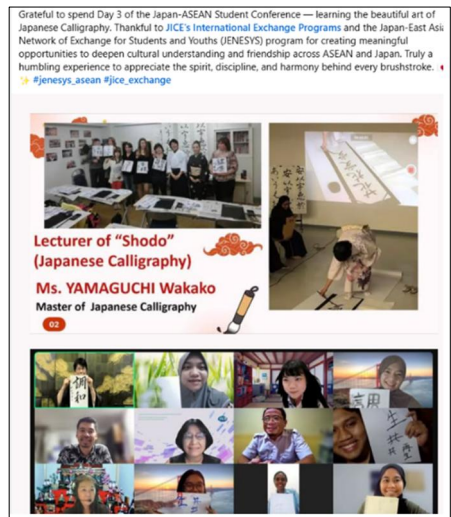 Grateful to spend Day 3 of the Japan-ASEAN Student Conference — learning the beautiful art of
Japanese Calligraphy. Thankful to JICE's International Exchange Programs and the Japan-East Asia
Network of Exchange for Students and Youths (JENESYS) program for creating meaningful
opportunities to deepen cultural understanding and friendship across ASEAN and Japan. Truly a
humbling experience to appreciate the spirit, discipline, and harmony behind every brushstroke.
✨ #jenesys_asean #jice_exchange
Lecturer of "Shodo"
(Japanese Calligraphy)
Ms. YAMAGUCHI Wakako
Master of Japanese Calligraphy
02
調和